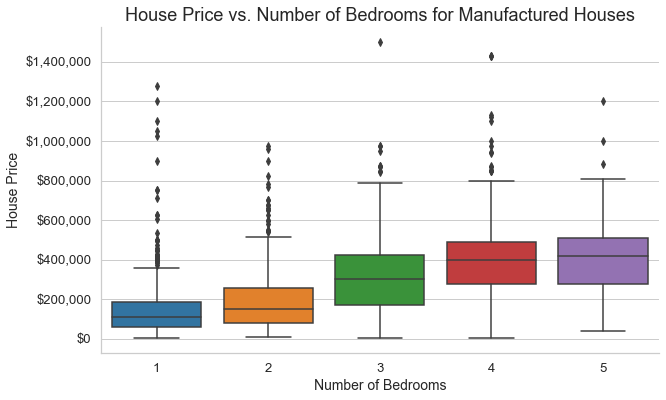 House Price vs. Number of Bedrooms for Manufactured Houses
$1,400,000
$1,200,000
$1,000,000
$800,000
$600,000
$400,000
$200,000
$0
House Price
1 2 3 4 5
Number of Bedrooms